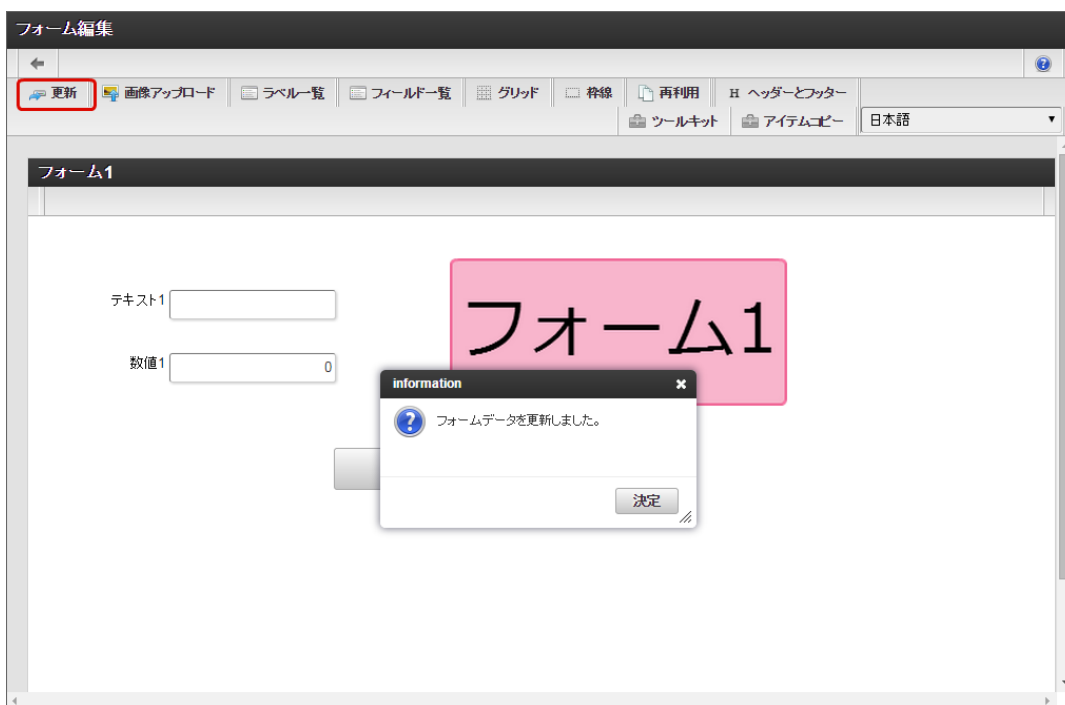 フォーム編集
更新 画像アップロード ラベル一覧 フィールド一覧 グリッド 枠線 再利用 H ヘッダーとフッター
ツールキット アイテムコピー 日本語
フォーム1
テキスト1
フォーム1
数値1 0
information
フォームデータを更新しました。
決定